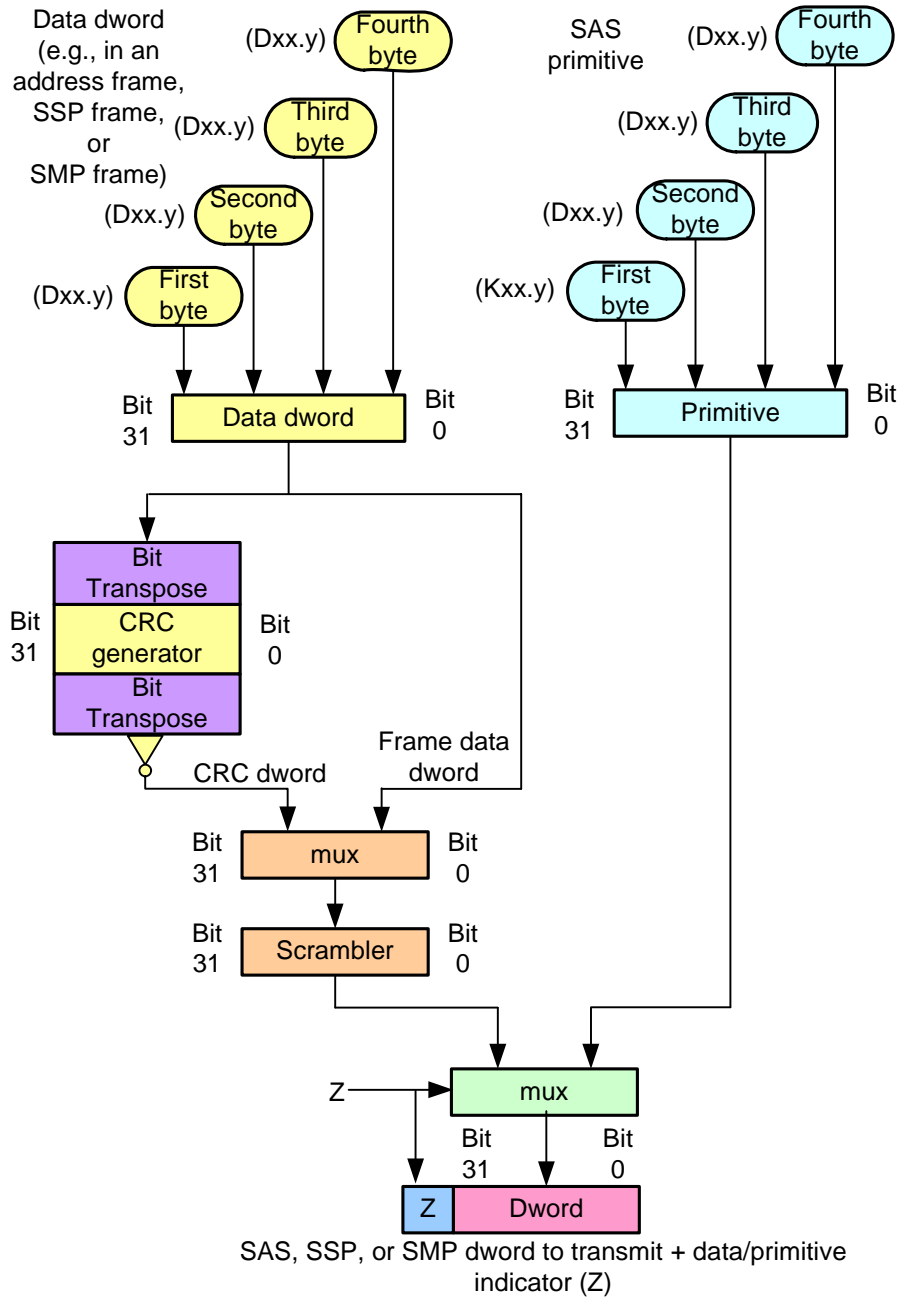 Data dword
(e.g., in an
address frame,
SSP frame,
or
SMP frame)
(Dxx.y)
Fourth
byte
(Dxx.y)
Third
byte
(Dxx.y)
Second
byte
(Dxx.y)
First
byte
SAS
primitive
(Dxx.y)
Fourth
byte
(Dxx.y)
Third
byte
(Dxx.y)
Second
byte
(Kxx.y)
First
byte
Bit
31
Data dword
Bit
0
Bit
31
Primitive
Bit
0
Bit
Transpose
Bit
31
CRC
generator
Bit
0
Bit
Transpose
CRC dword
Frame data
dword
Bit
31
mux
Bit
0
Bit
31
Scrambler
Bit
0
Z
mux
Bit
31
Bit
0
Z
Dword
SAS, SSP, or SMP dword to transmit + data/primitive
indicator (Z)